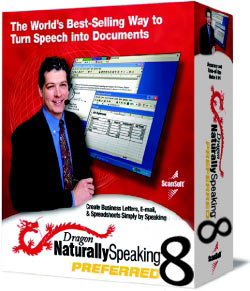 The World's Best-Selling Way to
Turn Speech into Documents
ScanSoft
Create Business Letters, E-mail,
& Spreadsheets Simply by Speaking
Dragon
NaturallySpeaking
PREFERRED
8
ScanSoft
Dragon
NaturallySpeaking
PREFERRED
8